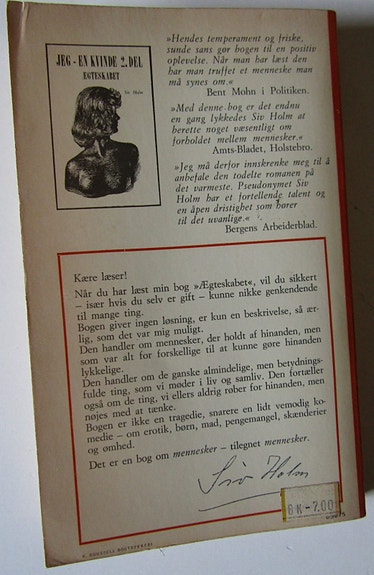 JEG - EN KVINDE 2. DEL
ÆGTESKABET
Siv Holm
»Hendes temperament og friske,
sunde sans gør bogen til en positiv
oplevelse. Når man har læst den
har man truffet et menneske man
må synes om.«
Bent Mohn i Politiken.
»Med denne bog er det endnu
en gang lykkedes Siv Holm at
berette noget væsentligt om
forholdet mellem mennesker.«
Amts-Bladet, Holstebro.
»Jeg må derfor innskrenke meg til å
anbefale den todelte romanen på
det varmeste. Pseudonymet Siv
Holm har et fortellende talent og
en åpen dristighet som hører
til det uvanlige.«
Bergens Arbeiderblad.
Kære læser!
Når du har læst min bog »Ægteskabet«, vil du sikkert
– især hvis du selv er gift – kunne nikke genkendende
til mange ting.
Bogen giver ingen løsning, er kun en beskrivelse, så ær-
lig, som det var mig muligt.
Den handler om mennesker, der holdt af hinanden, men
som var alt for forskellige til at kunne gøre hinanden
lykkelige.
Den handler om de ganske almindelige, men betydnings-
fulde ting, som vi møder i liv og samliv. Den fortæller
også om de ting, vi ellers aldrig røber for hinanden, men
nøjes med at tænke.
Bogen er ikke en tragedie, snarere en lidt vemodig ko-
medie – om erotik, børn, mad, pengemangel, skænderier
og ømhed.
Det er en bog om mennesker – tilegnet mennesker.
Siv Holm
6K-7.00